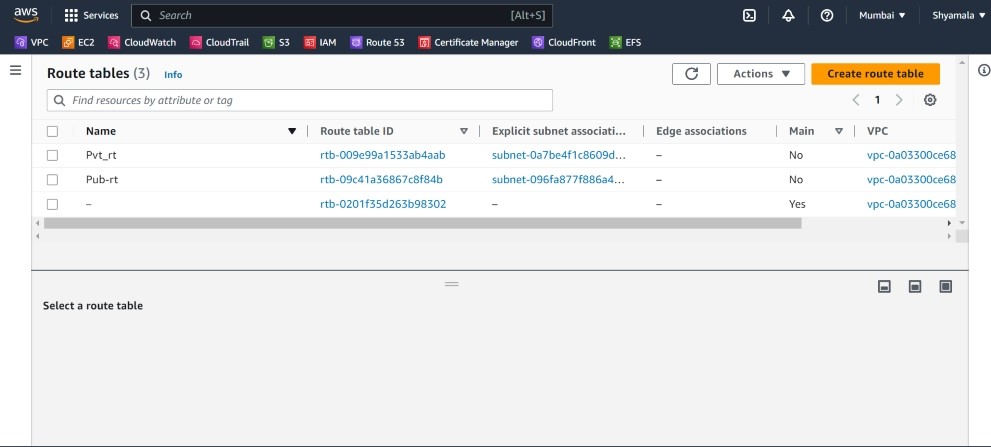 aws Services Search [Alt+S] Mumbai ▼ Shyamala ▼
VPC EC2 CloudWatch CloudTrail S3 IAM Route 53 Certificate Manager CloudFront EFS
Route tables (3) Info Actions ▼ Create route table
Find resources by attribute or tag 1
Name Route table ID Explicit subnet associati... Edge associations Main VPC
Pvt_rt rtb-009e99a1533ab4aab subnet-0a7be4f1c8609d... – No vpc-0a03300ce68
Pub-rt rtb-09c41a36867c8f84b subnet-096fa877f886a4... – No vpc-0a03300ce68
– rtb-0201f35d263b98302 – – Yes vpc-0a03300ce68
Select a route table